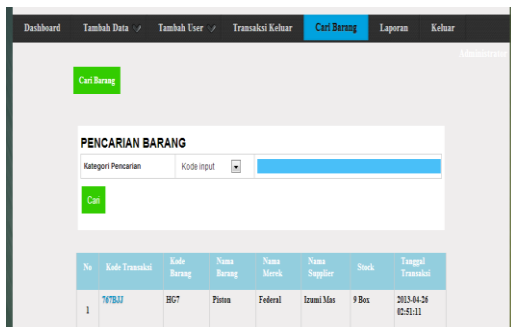 Dashboard Tambah Data Tambah User Transaksi Keluar Cari Barang Laporan Keluar
Administrator
Cari Barang
PENCARIAN BARANG
Kategori Pencarian Kode input
Cari
No Kode Transaksi Kode Barang Nama Barang Nama Merek Nama Supplier Stock Tanggal Transaksi
1 767BJJ HG7 Piston Federal Izumi Mas 9 Box 2013-04-26 02:51:11